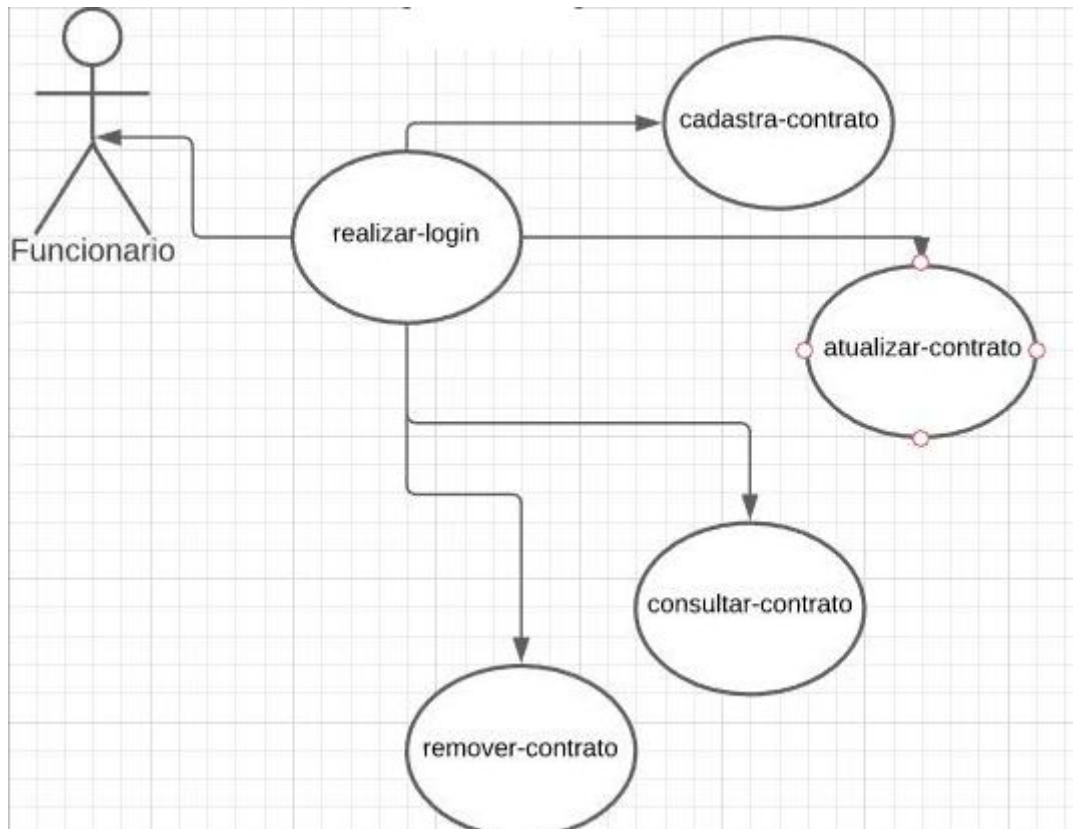 cadastra-contrato
realizar-login
Funcionario
atualizar-contrato
consultar-contrato
remover-contrato